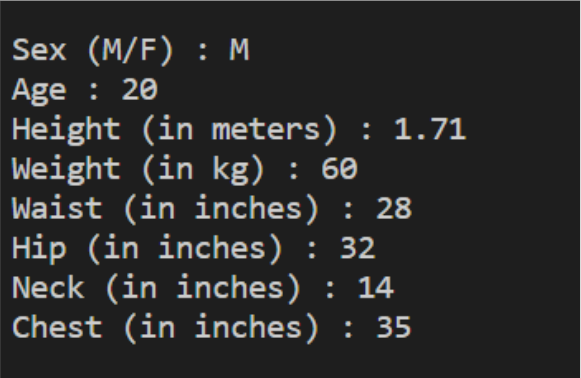 Sex (M/F) : M
Age : 20
Height (in meters) : 1.71
Weight (in kg) : 60
Waist (in inches) : 28
Hip (in inches) : 32
Neck (in inches) : 14
Chest (in inches) : 35